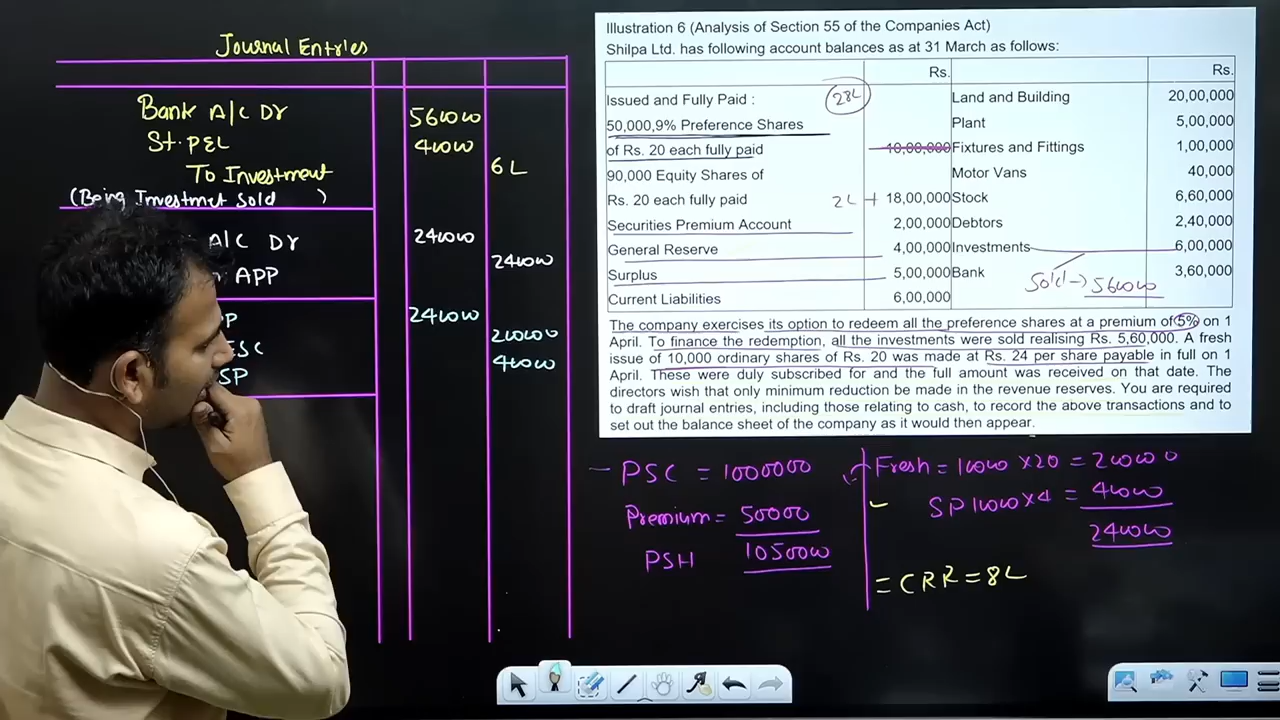 Journal Entries
Bank A/C Dr 560000
St. P&L 40000
To Investment 6L
(Being Investment Sold )
A/C Dr 240000
APP 240000
240000
ESC 200000
SP 40000
Illustration 6 (Analysis of Section 55 of the Companies Act)
Shilpa Ltd. has following account balances as at 31 March as follows:
Rs. Rs.
Issued and Fully Paid : 28L Land and Building 20,00,000
50,000,9% Preference Shares Plant 5,00,000
of Rs. 20 each fully paid 10,00,000 Fixtures and Fittings 1,00,000
90,000 Equity Shares of Motor Vans 40,000
Rs. 20 each fully paid 2L + 18,00,000 Stock 6,60,000
Securities Premium Account 2,00,000 Debtors 2,40,000
General Reserve 4,00,000 Investments 6,00,000
Surplus 5,00,000 Bank 3,60,000
Sold → 560000
Current Liabilities 6,00,000
The company exercises its option to redeem all the preference shares at a premium of 5% on 1
April. To finance the redemption, all the investments were sold realising Rs. 5,60,000. A fresh
issue of 10,000 ordinary shares of Rs. 20 was made at Rs. 24 per share payable in full on 1
April. These were duly subscribed for and the full amount was received on that date. The
directors wish that only minimum reduction be made in the revenue reserves. You are required
to draft journal entries, including those relating to cash, to record the above transactions and to
set out the balance sheet of the company as it would then appear.
PSC = 1000000
Premium = 50000
PSH 1050000
Fresh = 10000 x 20 = 200000
SP 10000 x 4 = 40000
240000
= CRR = 8L